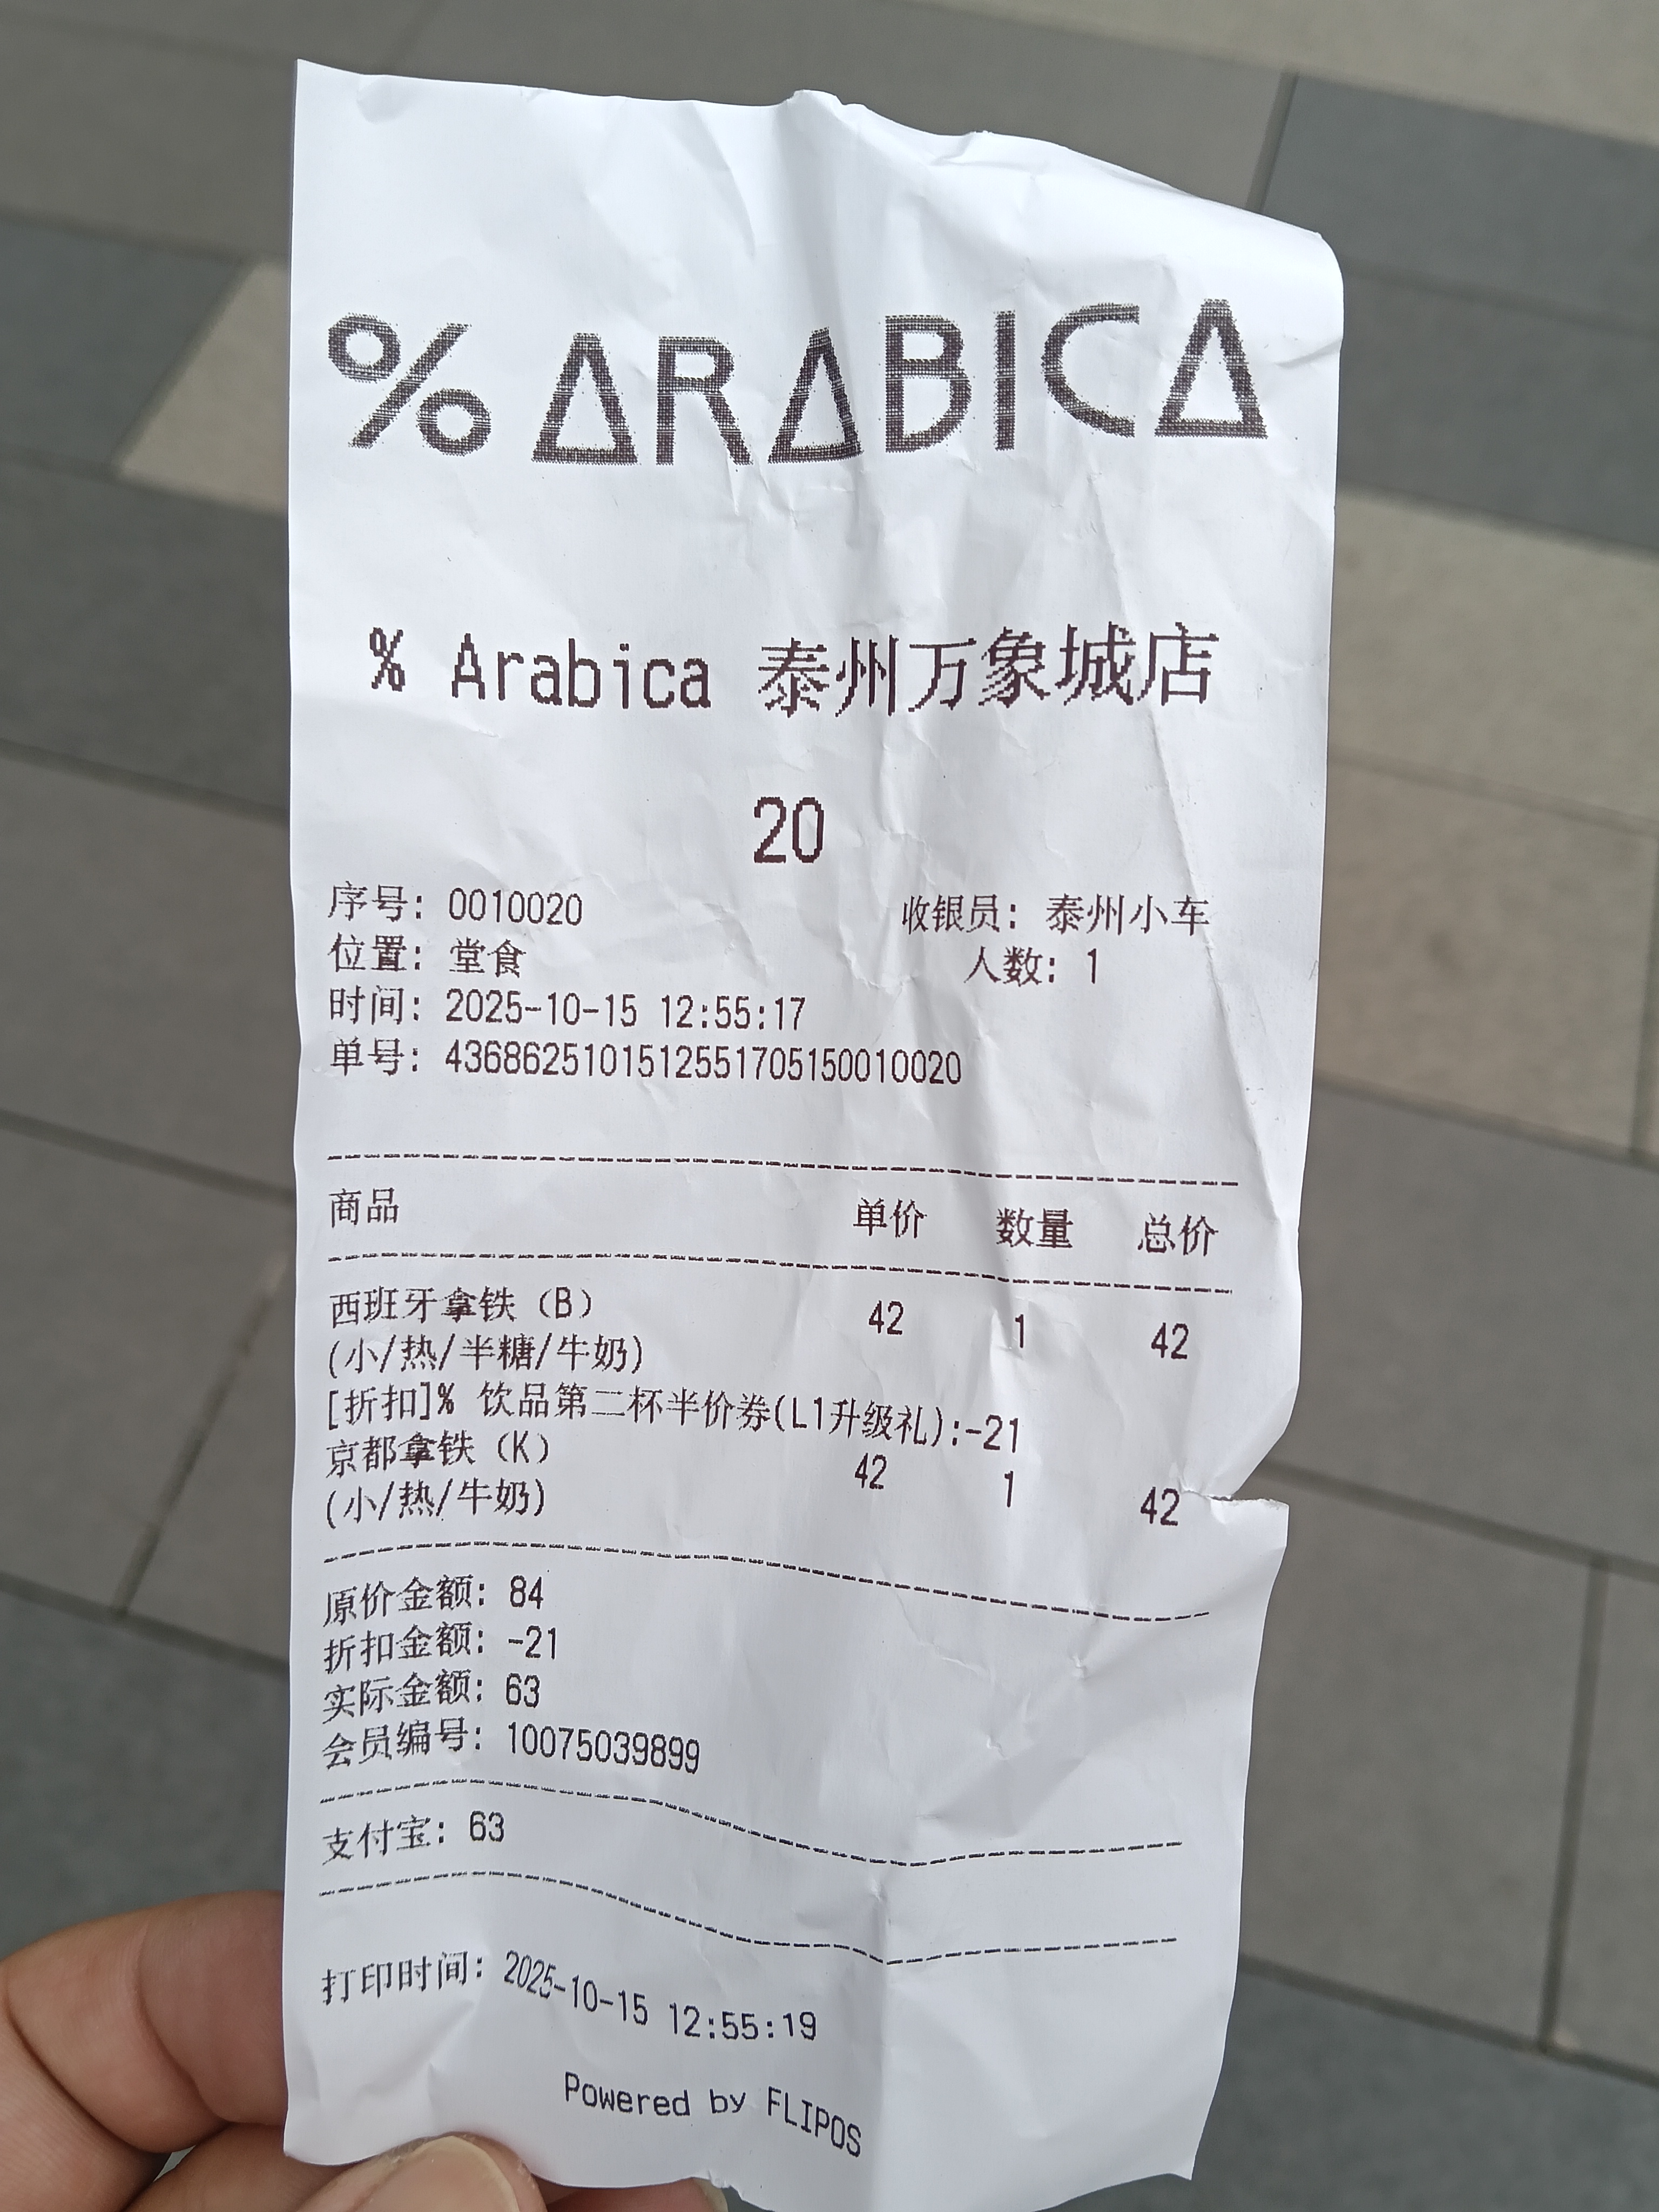 % ARABICA
% Arabica 泰州万象城店
20
序号: 0010020 收银员: 泰州小车
位置: 堂食 人数: 1
时间: 2025-10-15 12:55:17
单号: 436862510151255170515001 0020
商品 单价 数量 总价
西班牙拿铁（B） 42 1 42
(小/热/半糖/牛奶)
[折扣]% 饮品第二杯半价券(L1升级礼):-21
京都拿铁（K） 42 1 42
(小/热/牛奶)
原价金额: 84
折扣金额: -21
实际金额: 63
会员编号: 10075039899
支付宝: 63
打印时间: 2025-10-15 12:55:19
Powered by FLIPOS